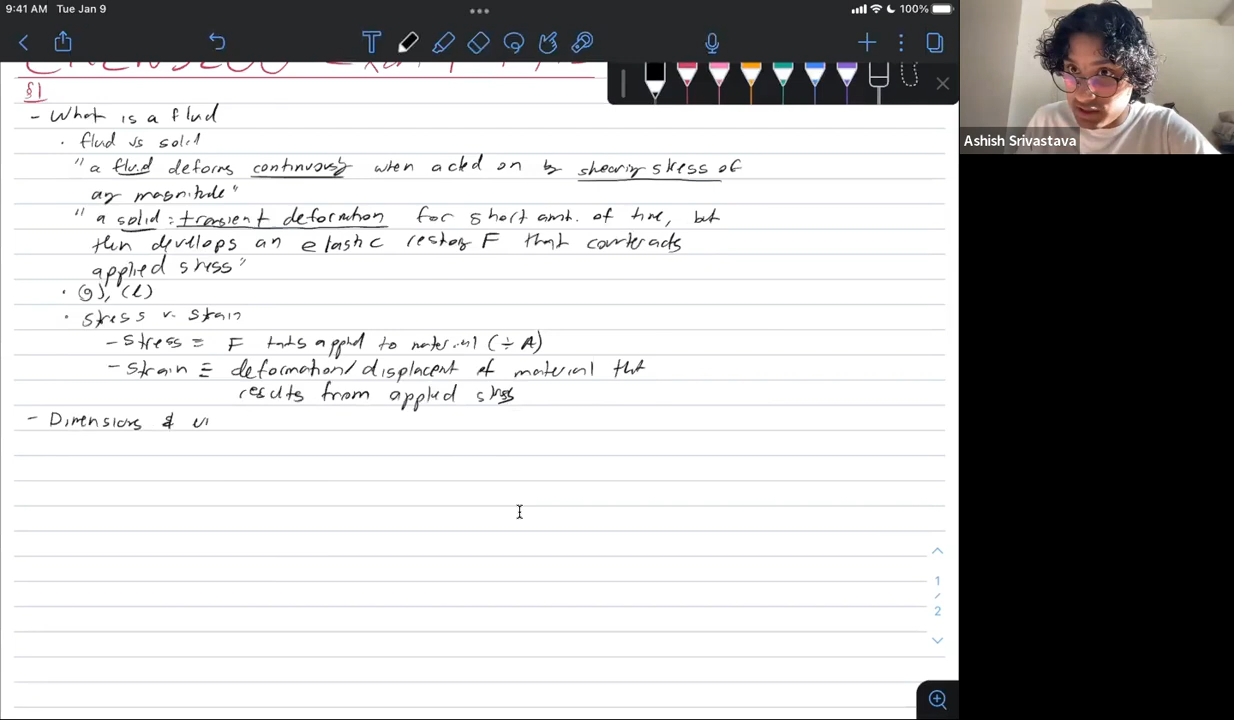 9:41 AM Tue Jan 9
100%
§1
- What is a fluid
· fluid vs solid
"a fluid deforms continuously when acted on by shearing stress of
any magnitude"
"a solid: transient deformation for short amt. of time, but
then develops an elastic restoring F that counteracts
applied stress"
· (g), (l)
· stress v. strain
- stress ≡ F applied to material (÷ A)
- strain ≡ deformation/displacement of material that
results from applied stress
- Dimensions & U
1
/
2
Ashish Srivastava